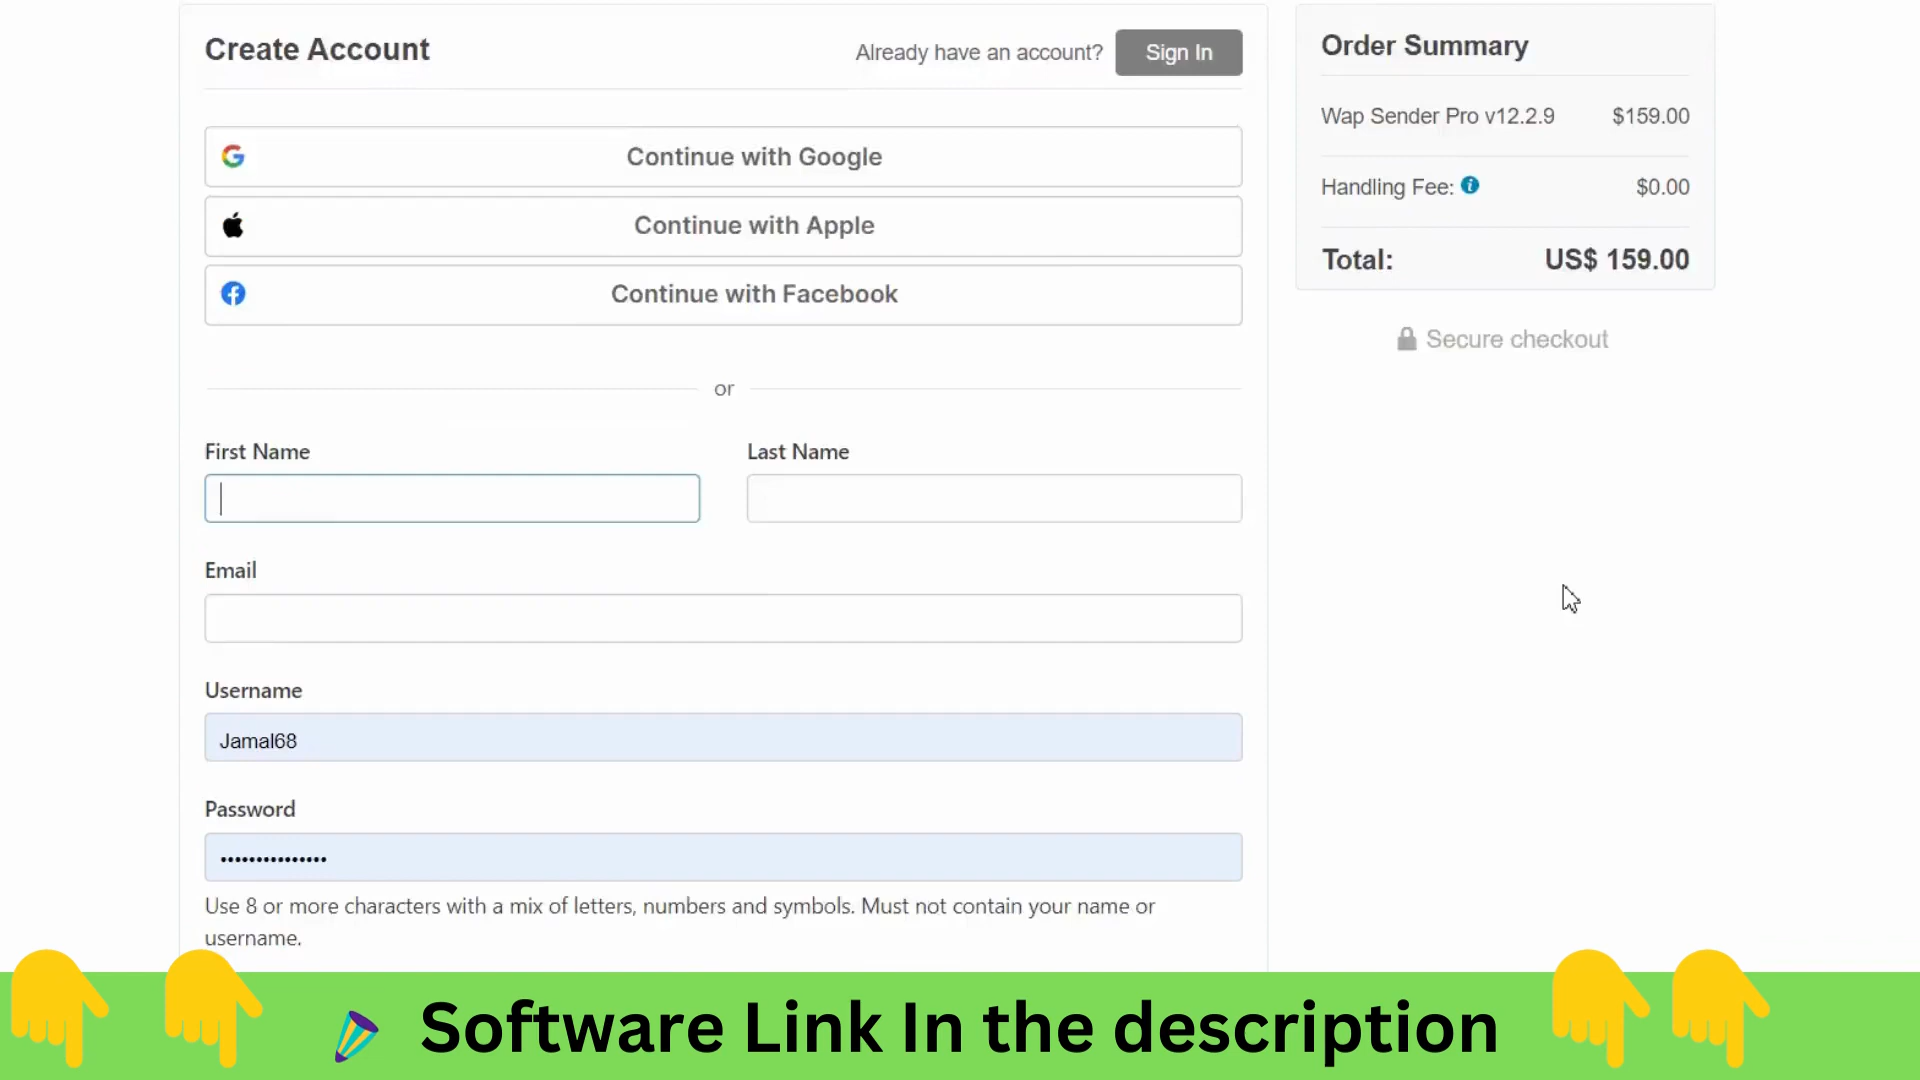 Create Account
Already have an account?
Sign In
Continue with Google
Continue with Apple
Continue with Facebook
or
First Name
Last Name
Email
Username
Jamal68
Password
•••••••••••••••
Use 8 or more characters with a mix of letters, numbers and symbols. Must not contain your name or
username.
Order Summary
Wap Sender Pro v12.2.9 $159.00
Handling Fee: $0.00
Total: US$ 159.00
Secure checkout
Software Link In the description